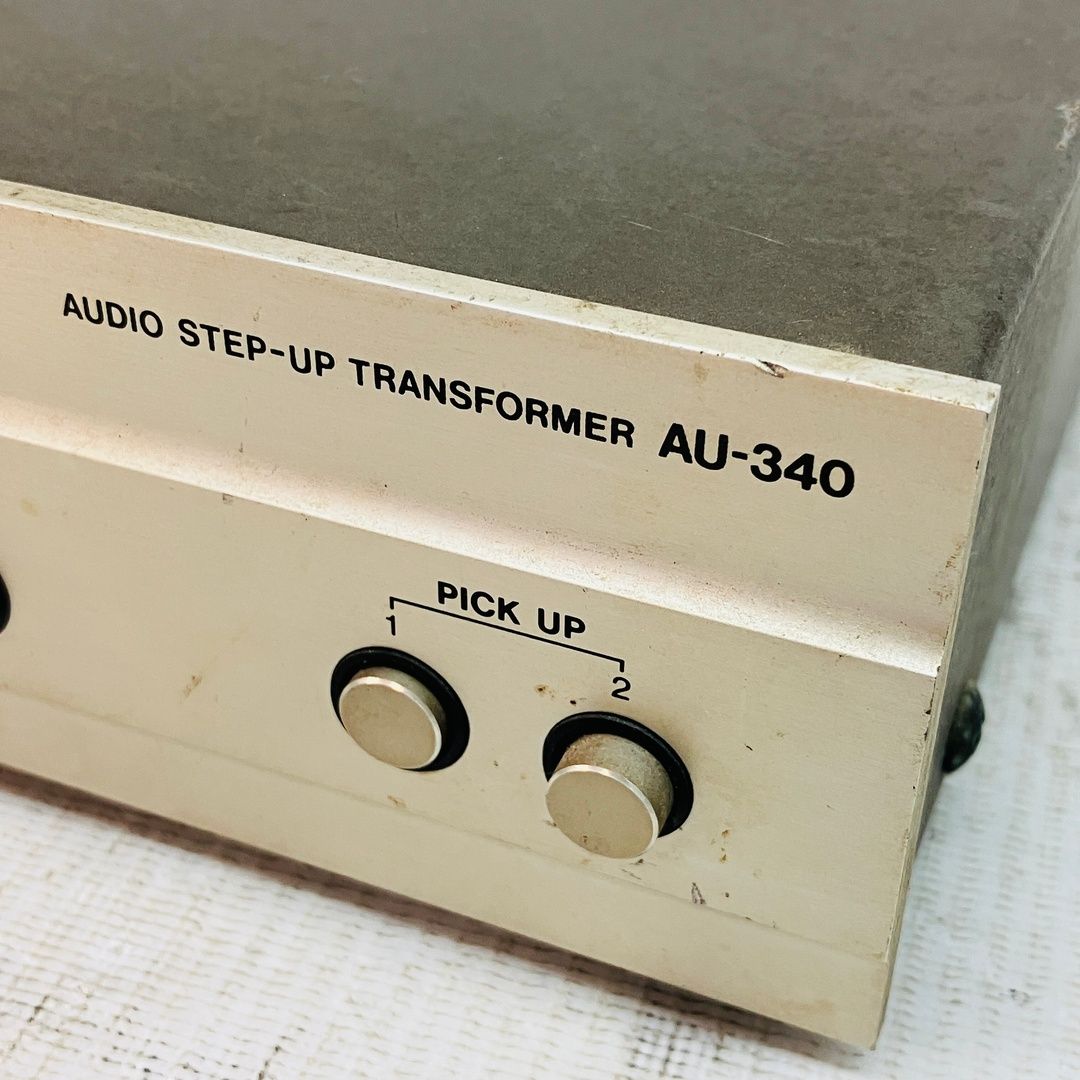 AUDIO STEP-UP TRANSFORMER AU-340
PICK UP
1
2